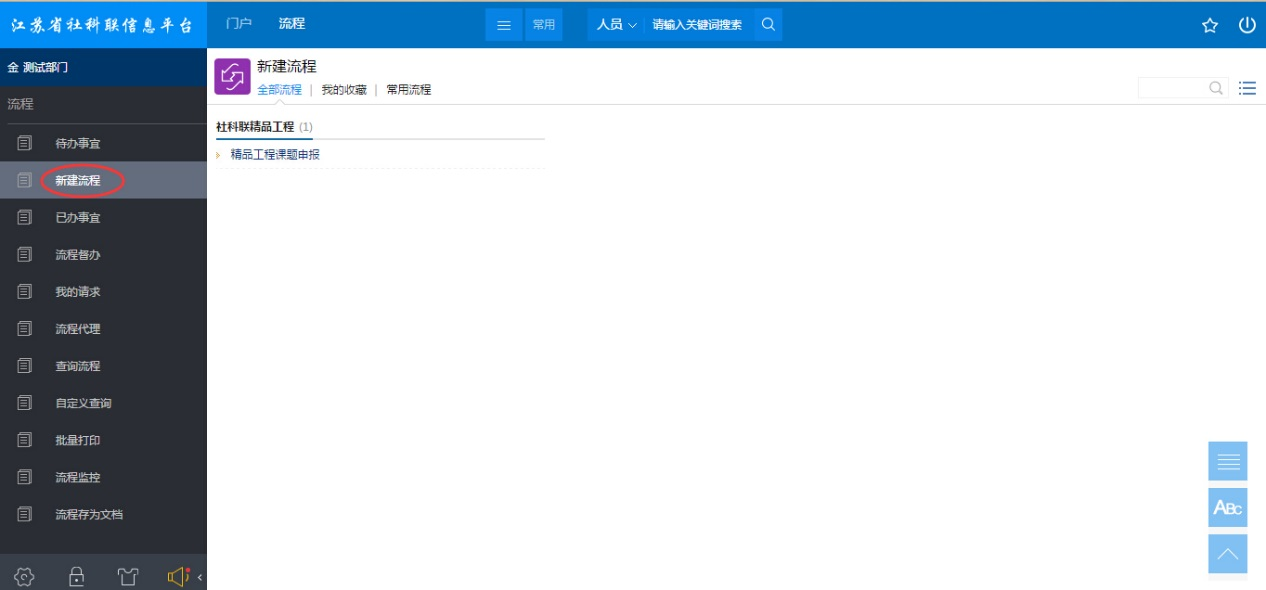 江苏省社科联信息平台
门户 流程 常用 人员 请输入关键词搜索
金 测试部门
流程
待办事宜
新建流程
已办事宜
流程督办
我的请求
流程代理
查询流程
自定义查询
批量打印
流程监控
流程存为文档
新建流程
全部流程 | 我的收藏 | 常用流程
社科联精品工程 (1)
精品工程课题申报
ABC